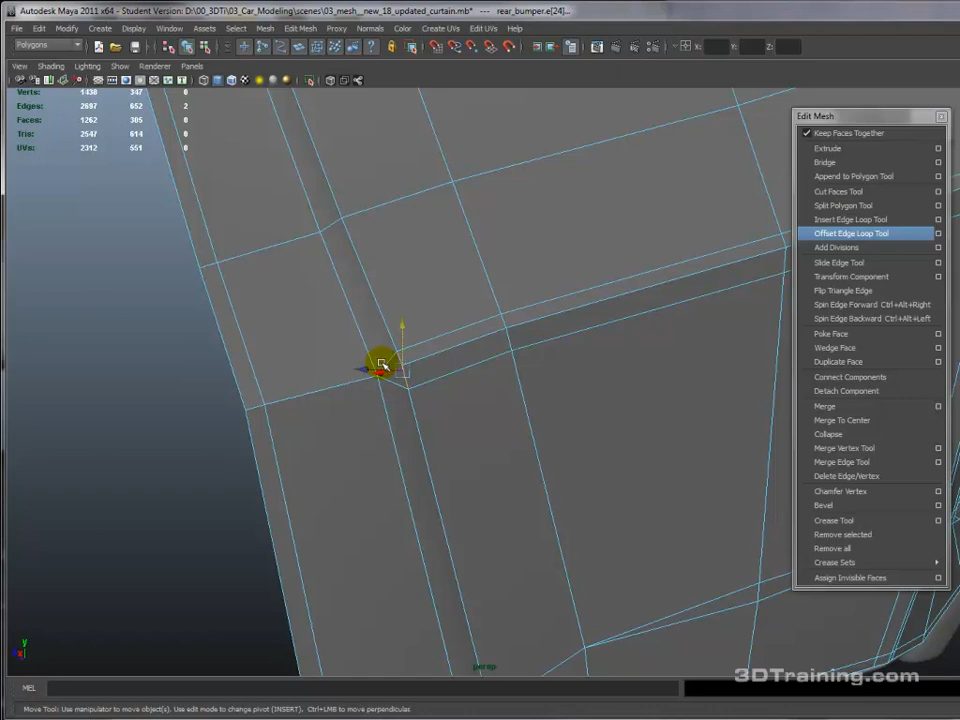 Autodesk Maya 2011 x64 - Student Version: D:\00_3DTi\03_Car_Modeling\scenes\03_mesh__new_18_updated_curtain.mb* --- rear_bumper.e[24]...
File Edit Modify Create Display Window Assets Select Mesh Edit Mesh Proxy Normals Color Create UVs Edit UVs Help
Polygons X: Y: Z:
View Shading Lighting Show Renderer Panels
Verts: 1430 347 0
Edges: 2697 652 2
Faces: 1262 305 0
Tris: 2547 614 0
UVs: 2312 651 0
Edit Mesh
Keep Faces Together
Extrude
Bridge
Append to Polygon Tool
Cut Faces Tool
Split Polygon Tool
Insert Edge Loop Tool
Offset Edge Loop Tool
Add Divisions
Slide Edge Tool
Transform Component
Flip Triangle Edge
Spin Edge Forward Ctrl+Alt+Right
Spin Edge Backward Ctrl+Alt+Left
Poke Face
Wedge Face
Duplicate Face
Connect Components
Detach Component
Merge
Merge To Center
Collapse
Merge Vertex Tool
Merge Edge Tool
Delete Edge/Vertex
Chamfer Vertex
Bevel
Crease Tool
Remove selected
Remove all
Crease Sets
Assign Invisible Faces
y
x
persp
3DTraining.com
MEL
Move Tool: Use manipulator to move object(s). Use edit mode to change pivot (INSERT). Ctrl+LMB to move perpendicular.